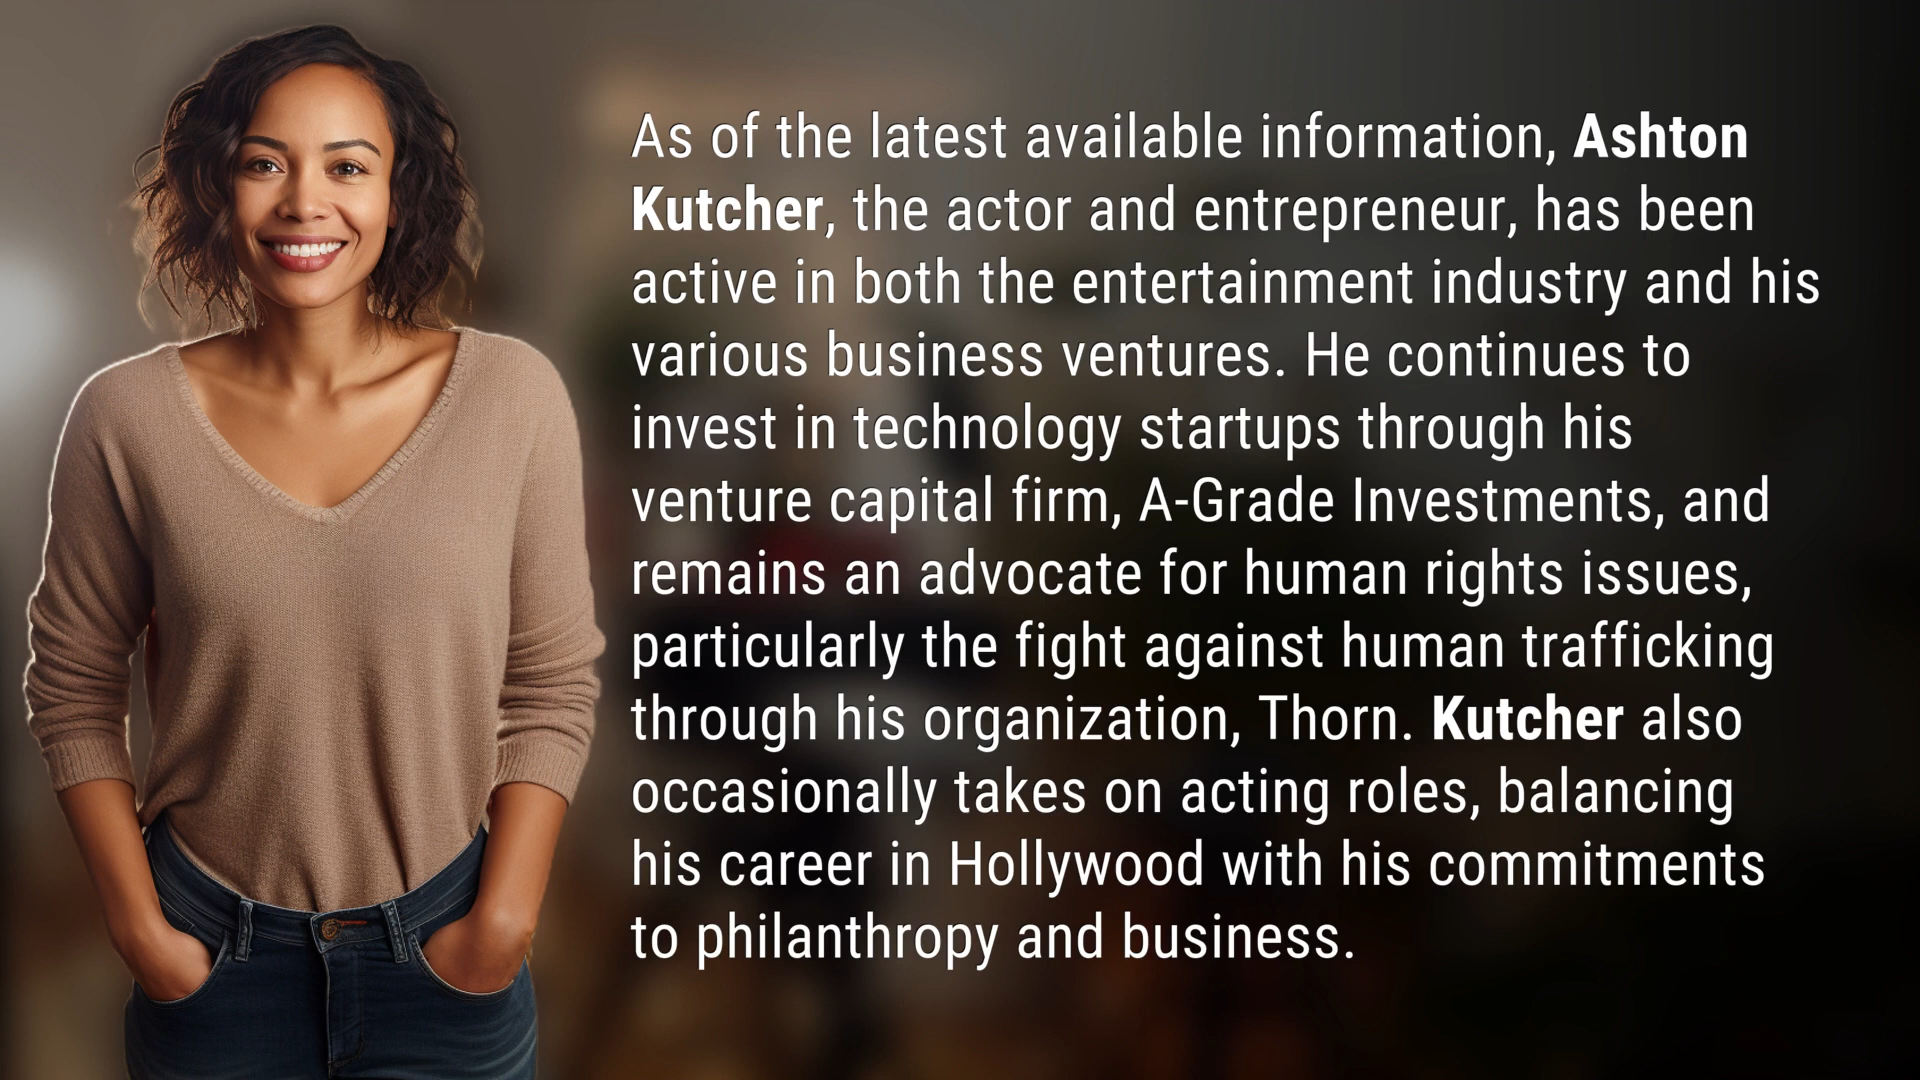 As of the latest available information, Ashton
Kutcher, the actor and entrepreneur, has been
active in both the entertainment industry and his
various business ventures. He continues to
invest in technology startups through his
venture capital firm, A-Grade Investments, and
remains an advocate for human rights issues,
particularly the fight against human trafficking
through his organization, Thorn. Kutcher also
occasionally takes on acting roles, balancing
his career in Hollywood with his commitments
to philanthropy and business.